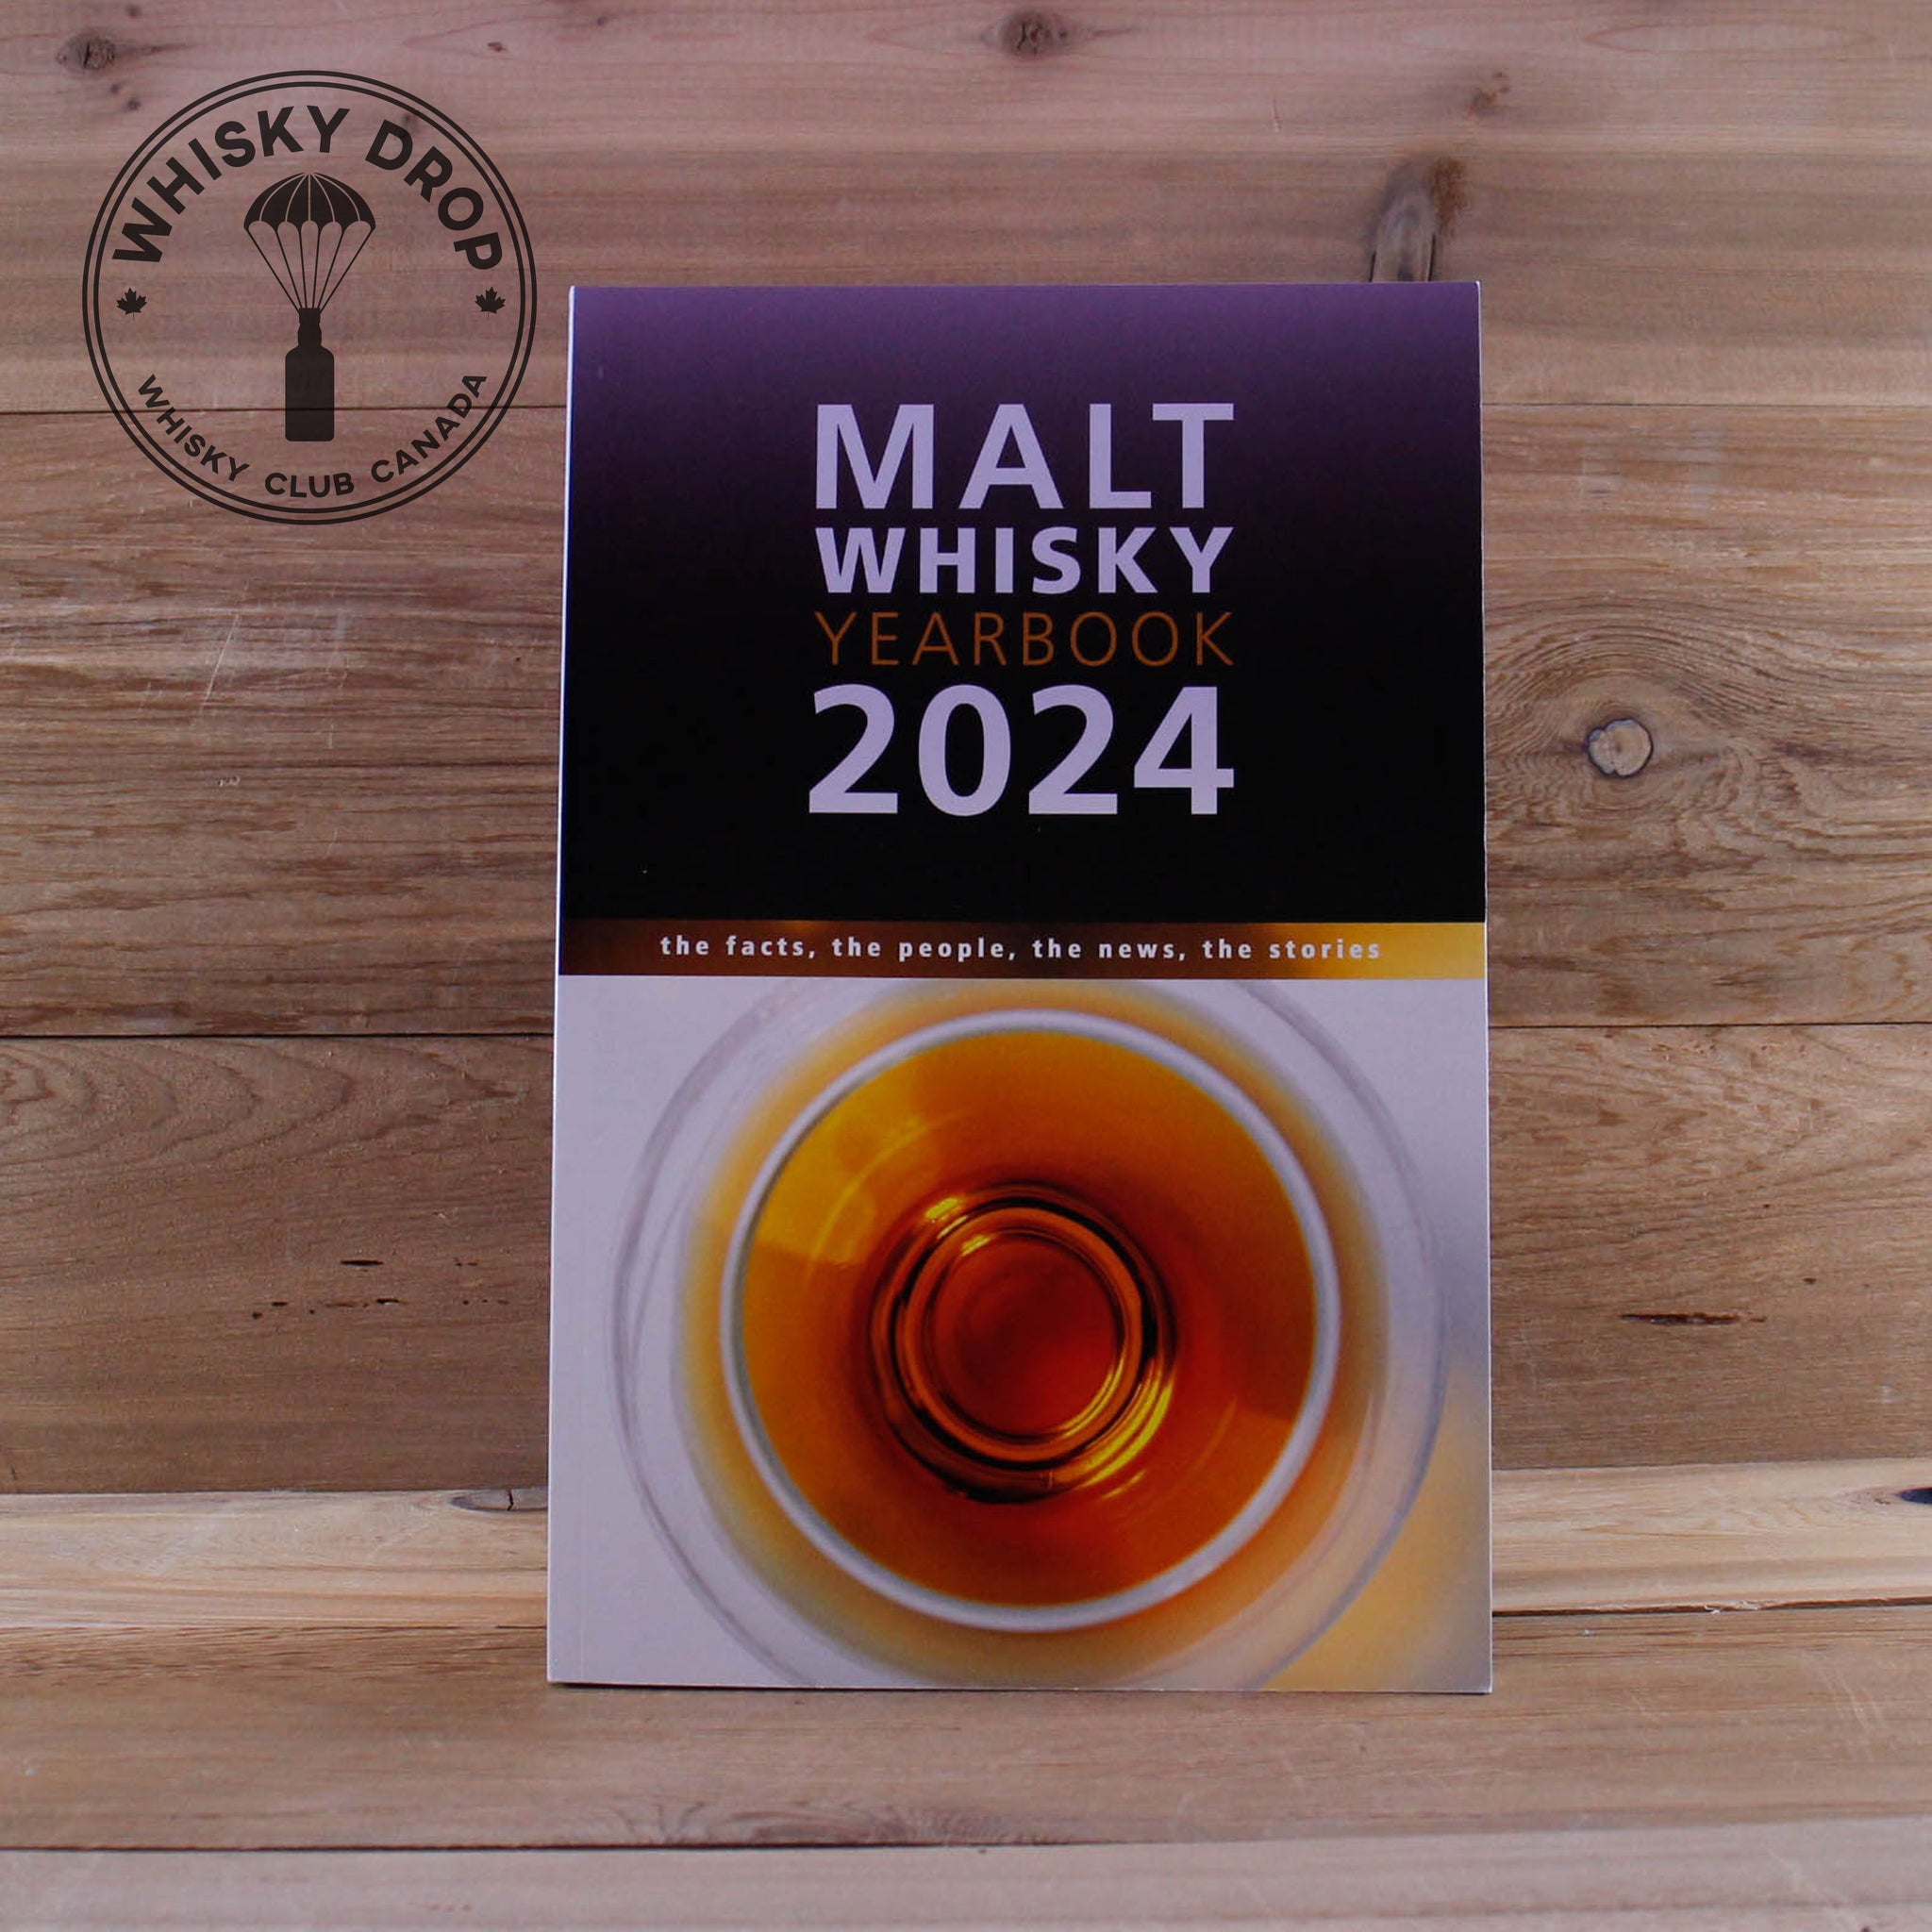 WHISKY DROP
WHISKY CLUB CANADA
MALT
WHISKY
YEARBOOK
2024
the facts, the people, the news, the stories